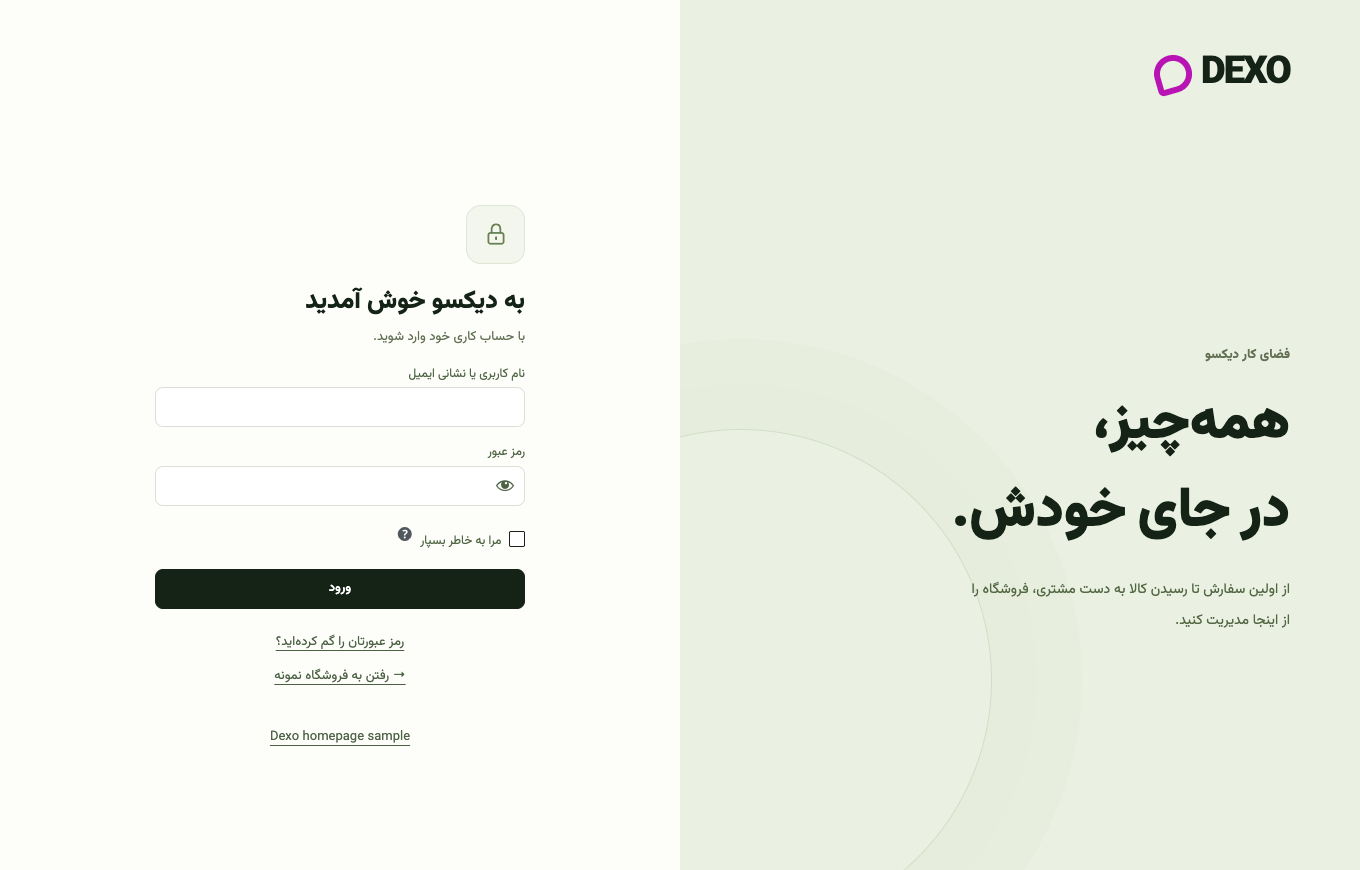 DEXO
فضای کار دیکسو
همه‌چیز،
در جای خودش.
از اولین سفارش تا رسیدن کالا به دست مشتری، فروشگاه را
از اینجا مدیریت کنید.
به دیکسو خوش آمدید
با حساب کاری خود وارد شوید.
نام کاربری یا نشانی ایمیل
رمز عبور
مرا به خاطر بسپار ?
ورود
رمز عبورتان را گم کرده‌اید؟
→ رفتن به فروشگاه نمونه
Dexo homepage sample